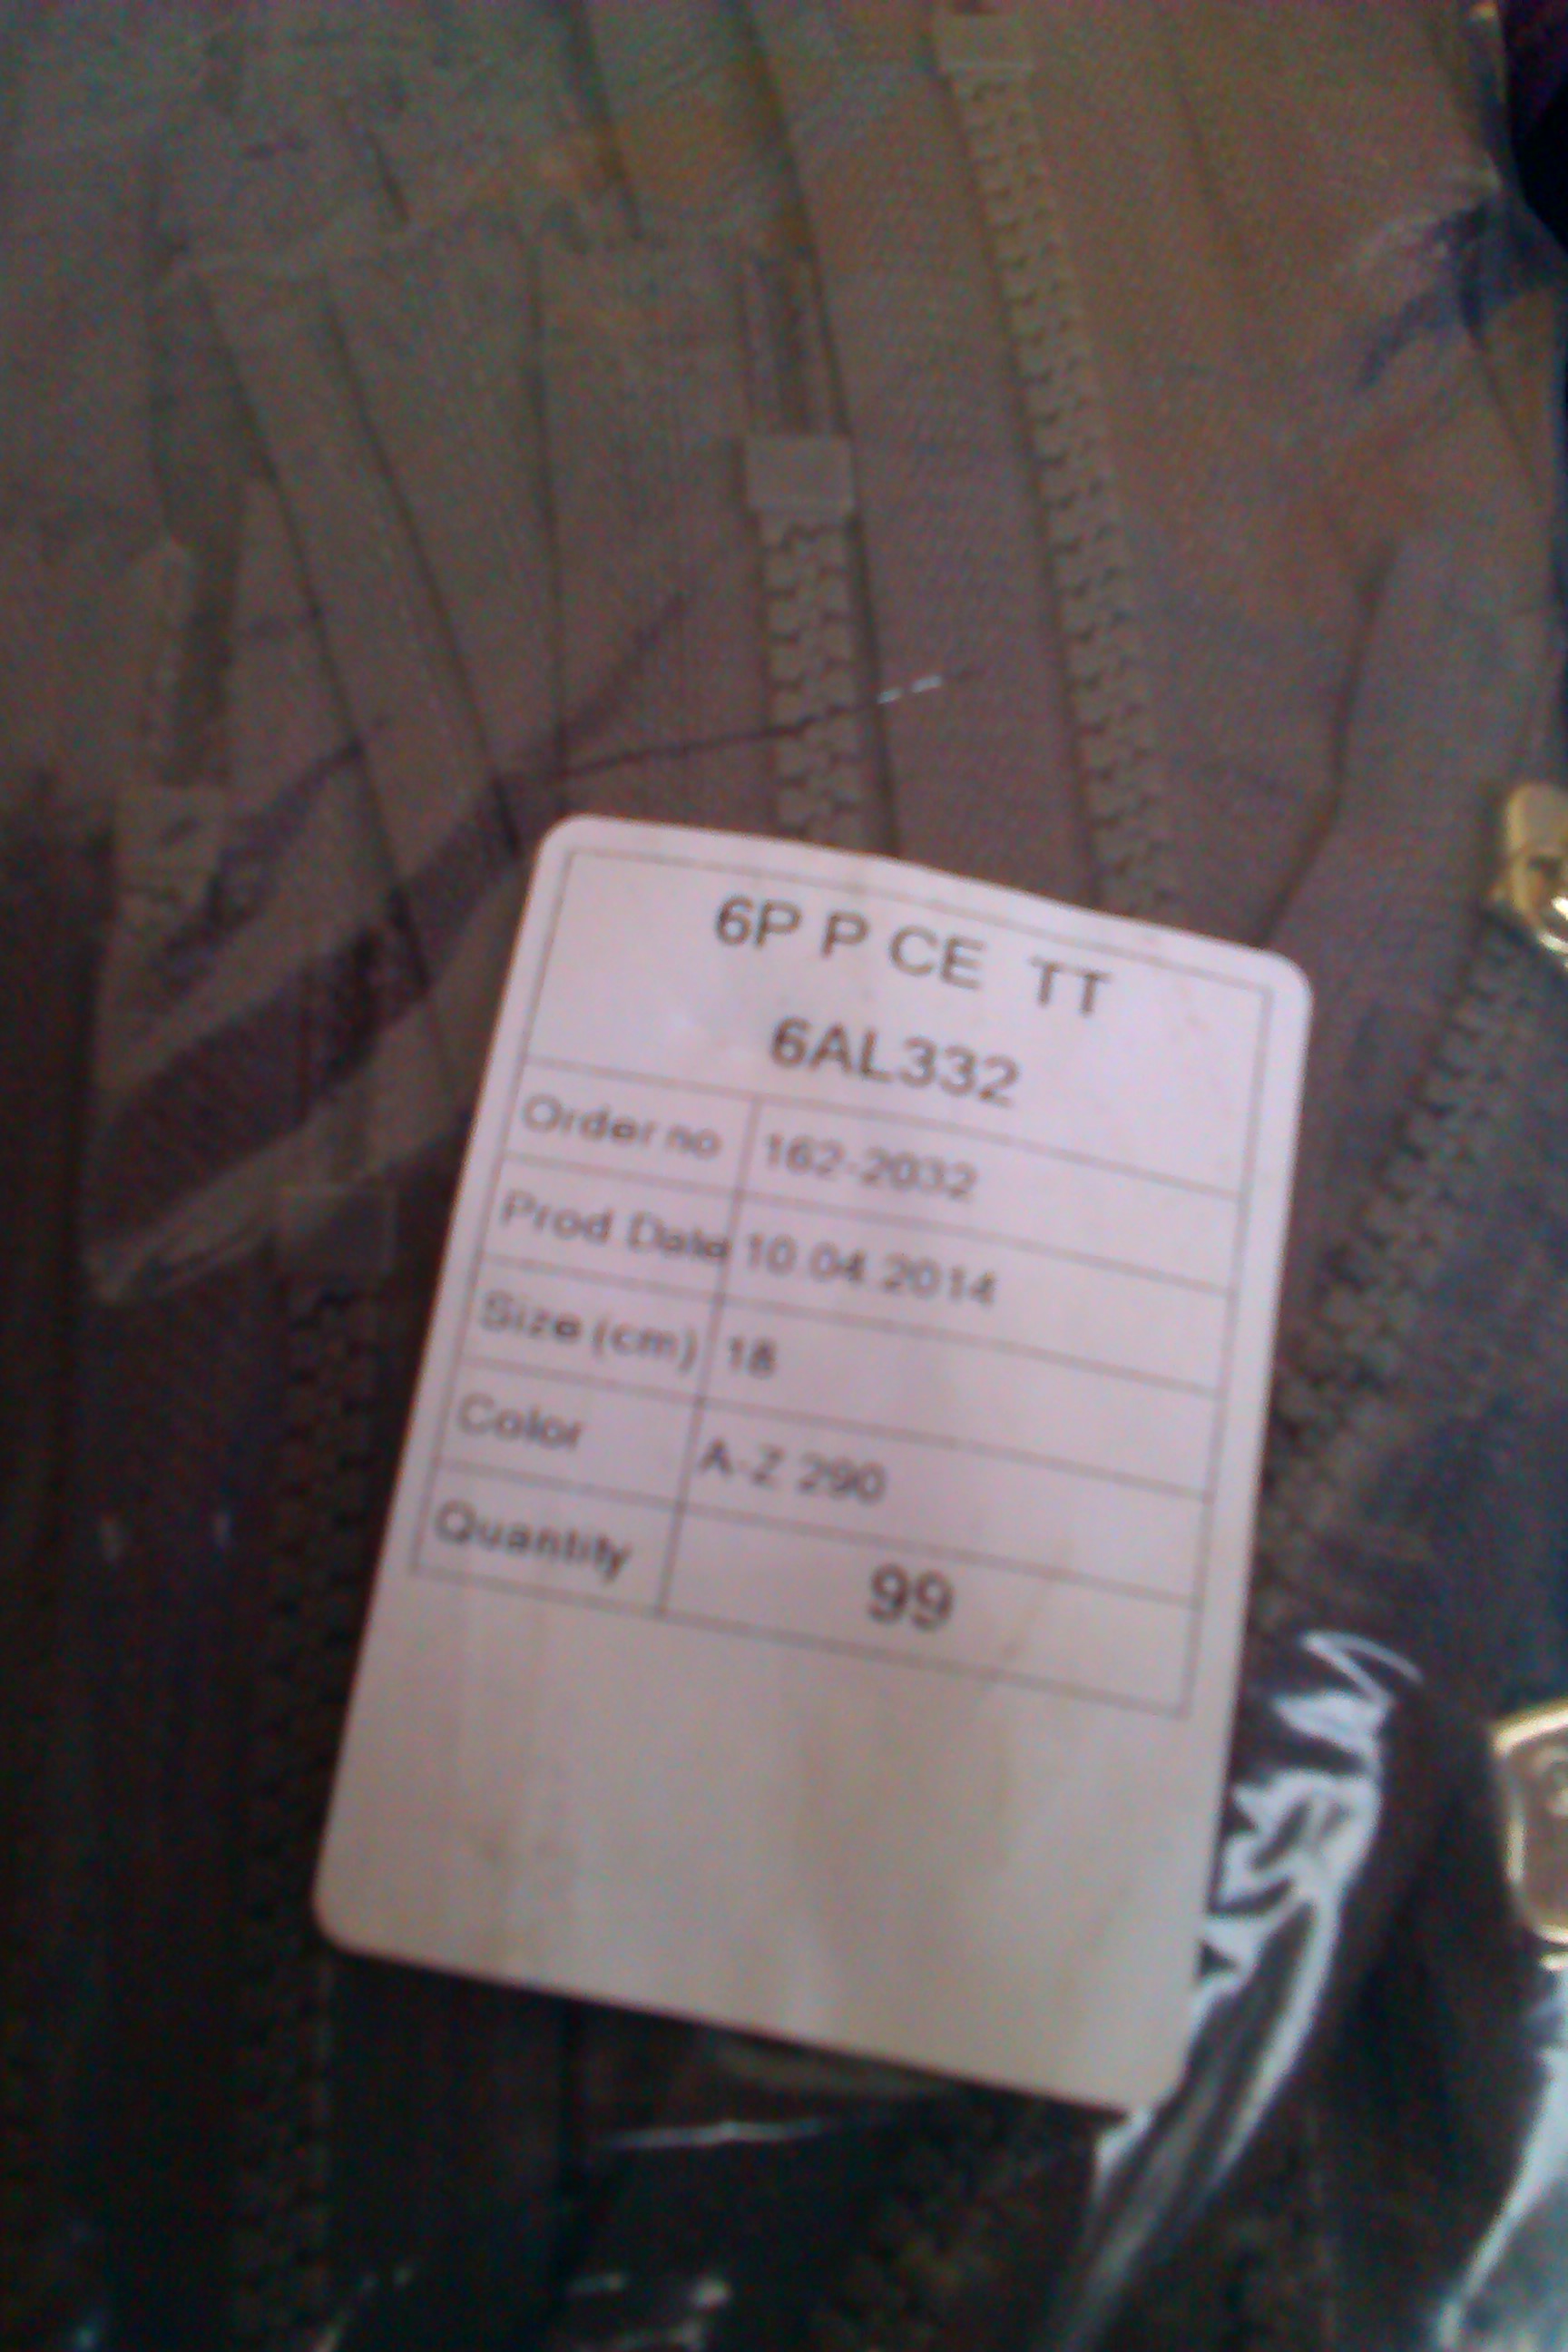 6P P CE TT
6AL332
Order no 162-2032
Prod Date 10.04.2014
Size (cm) 18
Color A-Z 290
Quantity 99